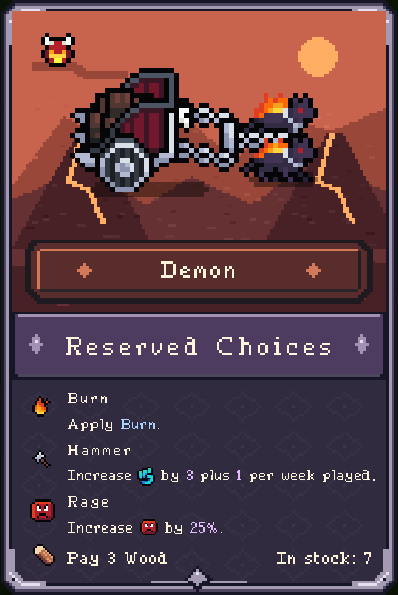 Demon
Reserved Choices
Burn
Apply Burn.
Hammer
Increase by 3 plus 1 per week played.
Rage
Increase by 25%.
Pay 3 Wood
In stock: 7